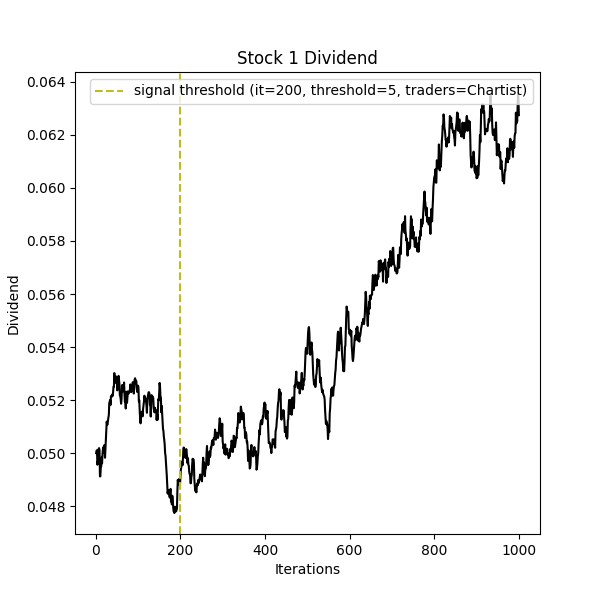 Stock 1 Dividend
signal threshold (it=200, threshold=5, traders=Chartist)
0.064
0.062
0.060
0.058
0.056
0.054
0.052
0.050
0.048
Dividend
0 200 400 600 800 1000
Iterations